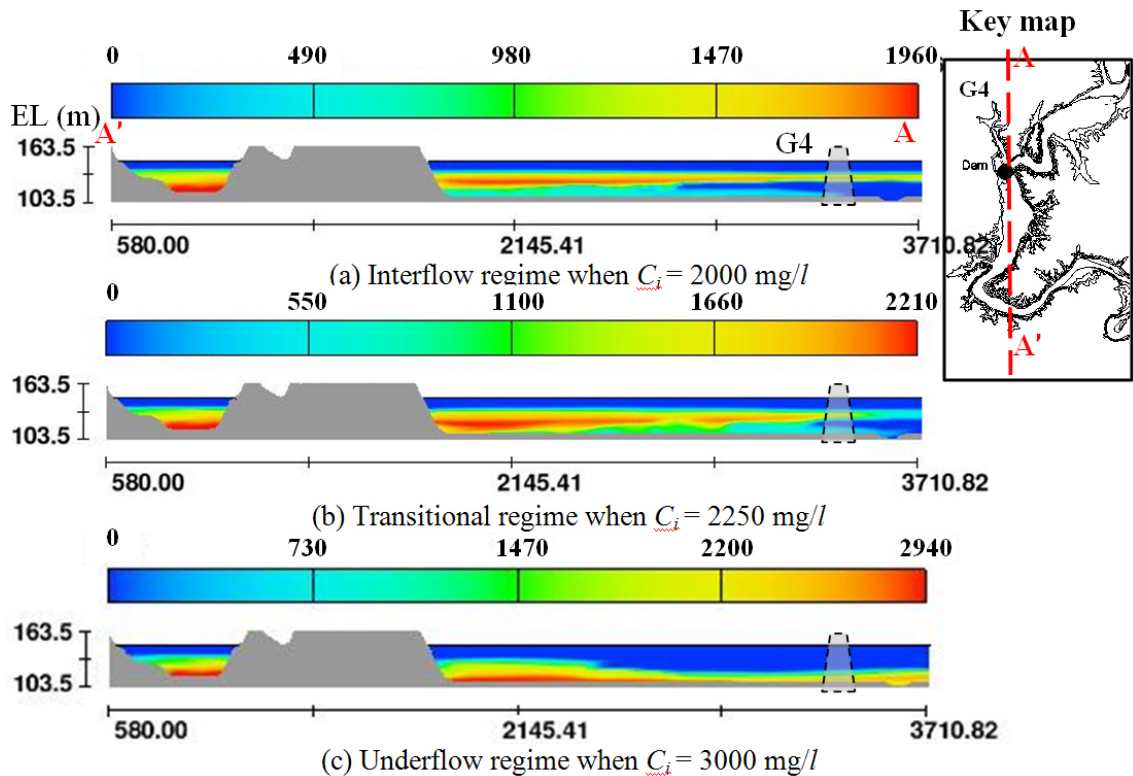 Key map
A
G4
Dam
A'
0 490 980 1470 1960
EL (m)
A' A
163.5 G4
103.5
580.00 2145.41 3710.82
(a) Interflow regime when Ci = 2000 mg/l
0 550 1100 1660 2210
163.5
103.5
580.00 2145.41 3710.82
(b) Transitional regime when Ci = 2250 mg/l
0 730 1470 2200 2940
163.5
103.5
580.00 2145.41 3710.82
(c) Underflow regime when Ci = 3000 mg/l